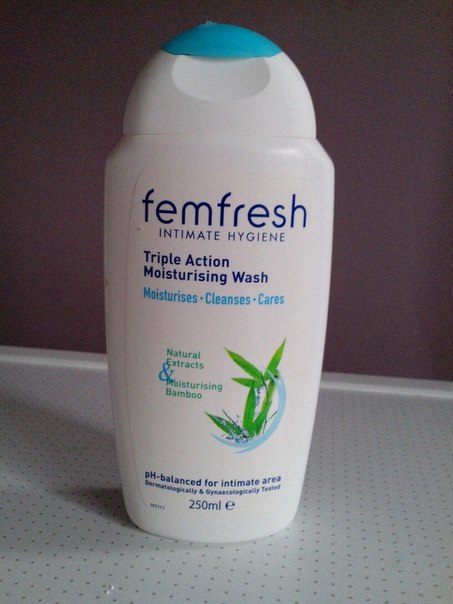 femfresh
INTIMATE HYGIENE
Triple Action
Moisturising Wash
Moisturises • Cleanses • Cares
Natural
Extracts
&
Moisturising
Bamboo
pH-balanced for intimate area
Dermatologically & Gynaecologically Tested
250ml ℮